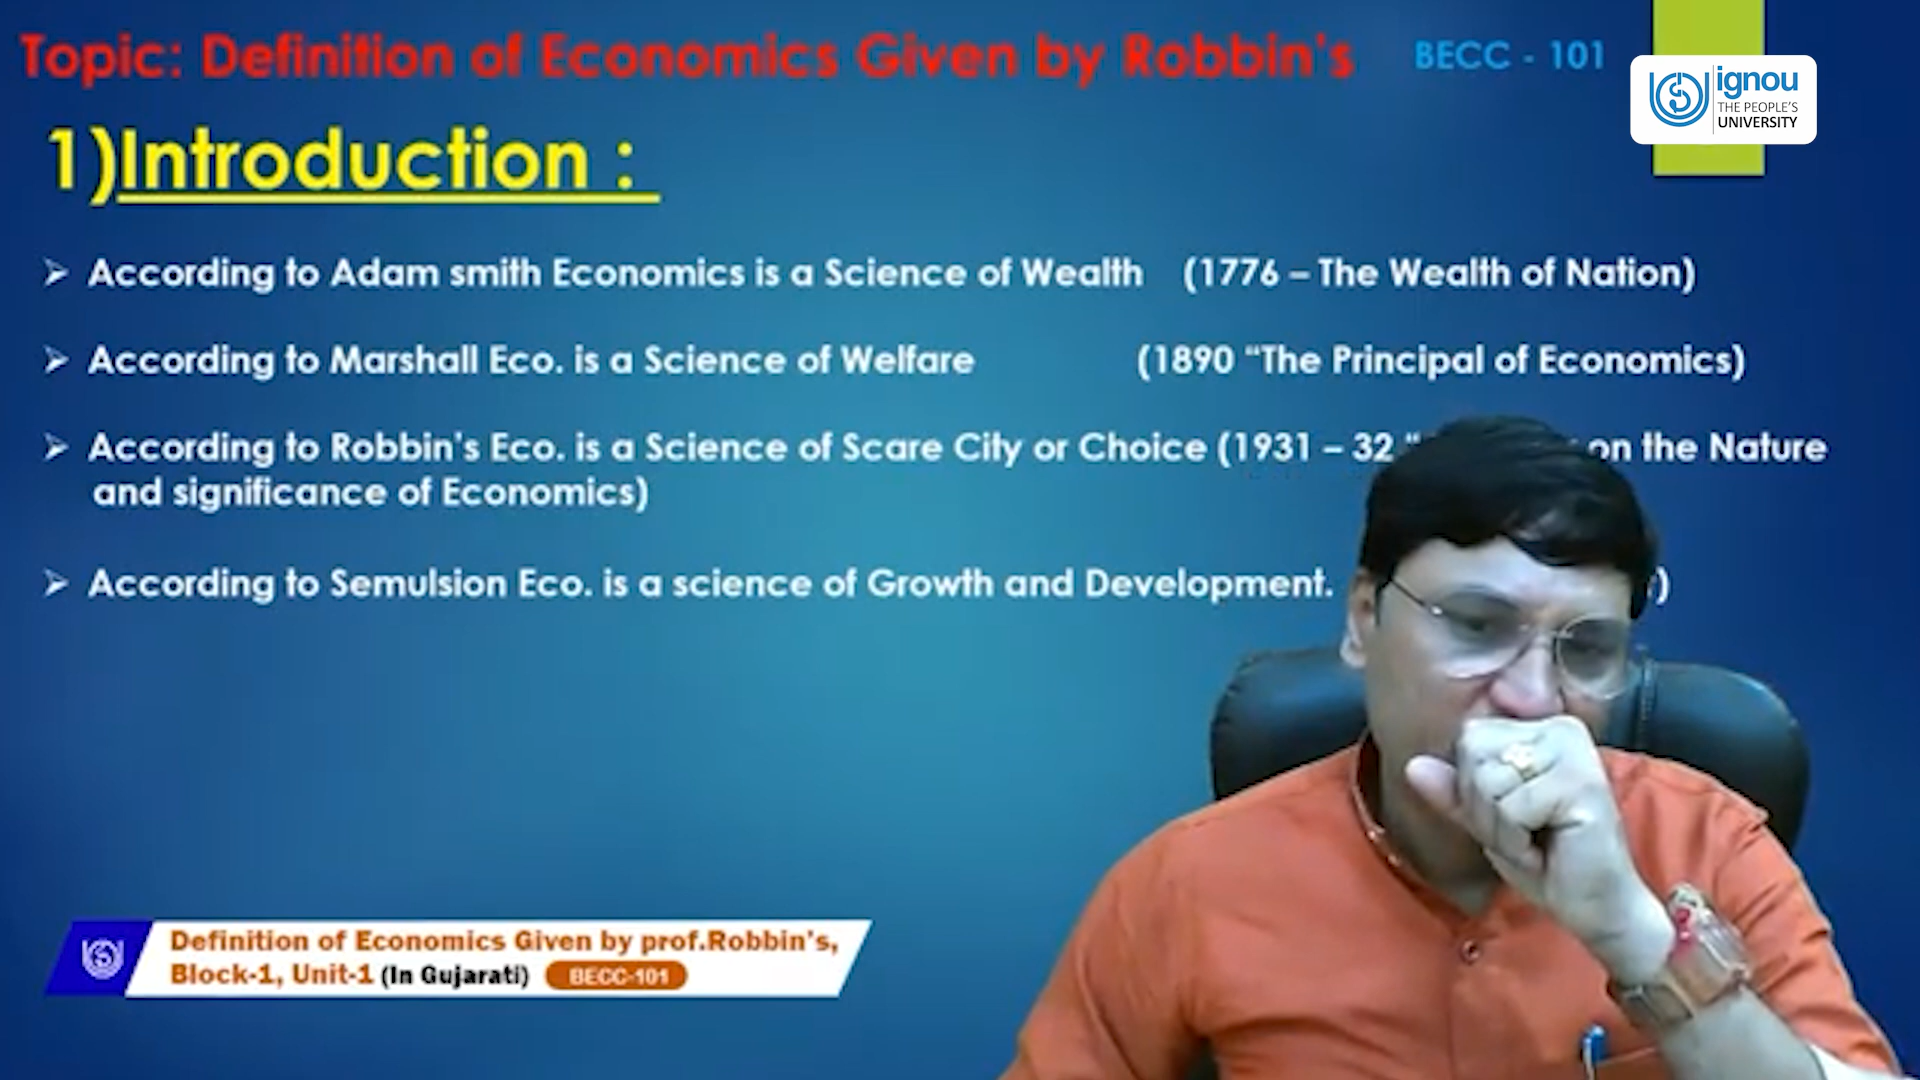 Topic: Definition of Economics Given by Robbin's
BECC - 101
ignou
THE PEOPLE'S
UNIVERSITY
1)Introduction :
➢ According to Adam smith Economics is a Science of Wealth (1776 – The Wealth of Nation)
➢ According to Marshall Eco. is a Science of Welfare (1890 “The Principal of Economics)
➢ According to Robbin's Eco. is a Science of Scare City or Choice (1931 – 32 “ on the Nature
and significance of Economics)
➢ According to Semulsion Eco. is a science of Growth and Development. )
Definition of Economics Given by prof.Robbin's,
Block-1, Unit-1 (In Gujarati) BECC-101